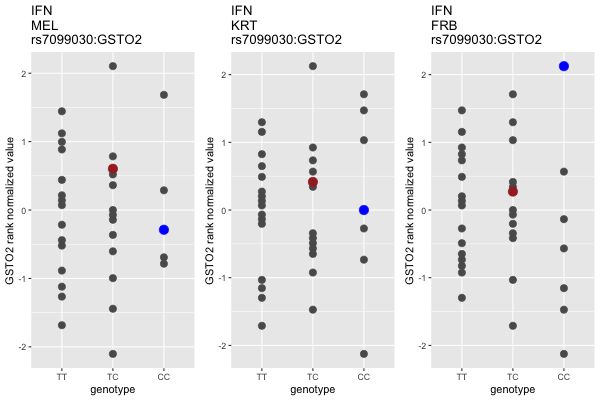 IFN
MEL
rs7099030:GSTO2
GSTO2 rank normalized value
2
1
0
-1
-2
TT
TC
CC
genotype
IFN
KRT
rs7099030:GSTO2
GSTO2 rank normalized value
2
1
0
-1
-2
TT
TC
CC
genotype
IFN
FRB
rs7099030:GSTO2
GSTO2 rank normalized value
2
1
0
-1
-2
TT
TC
CC
genotype